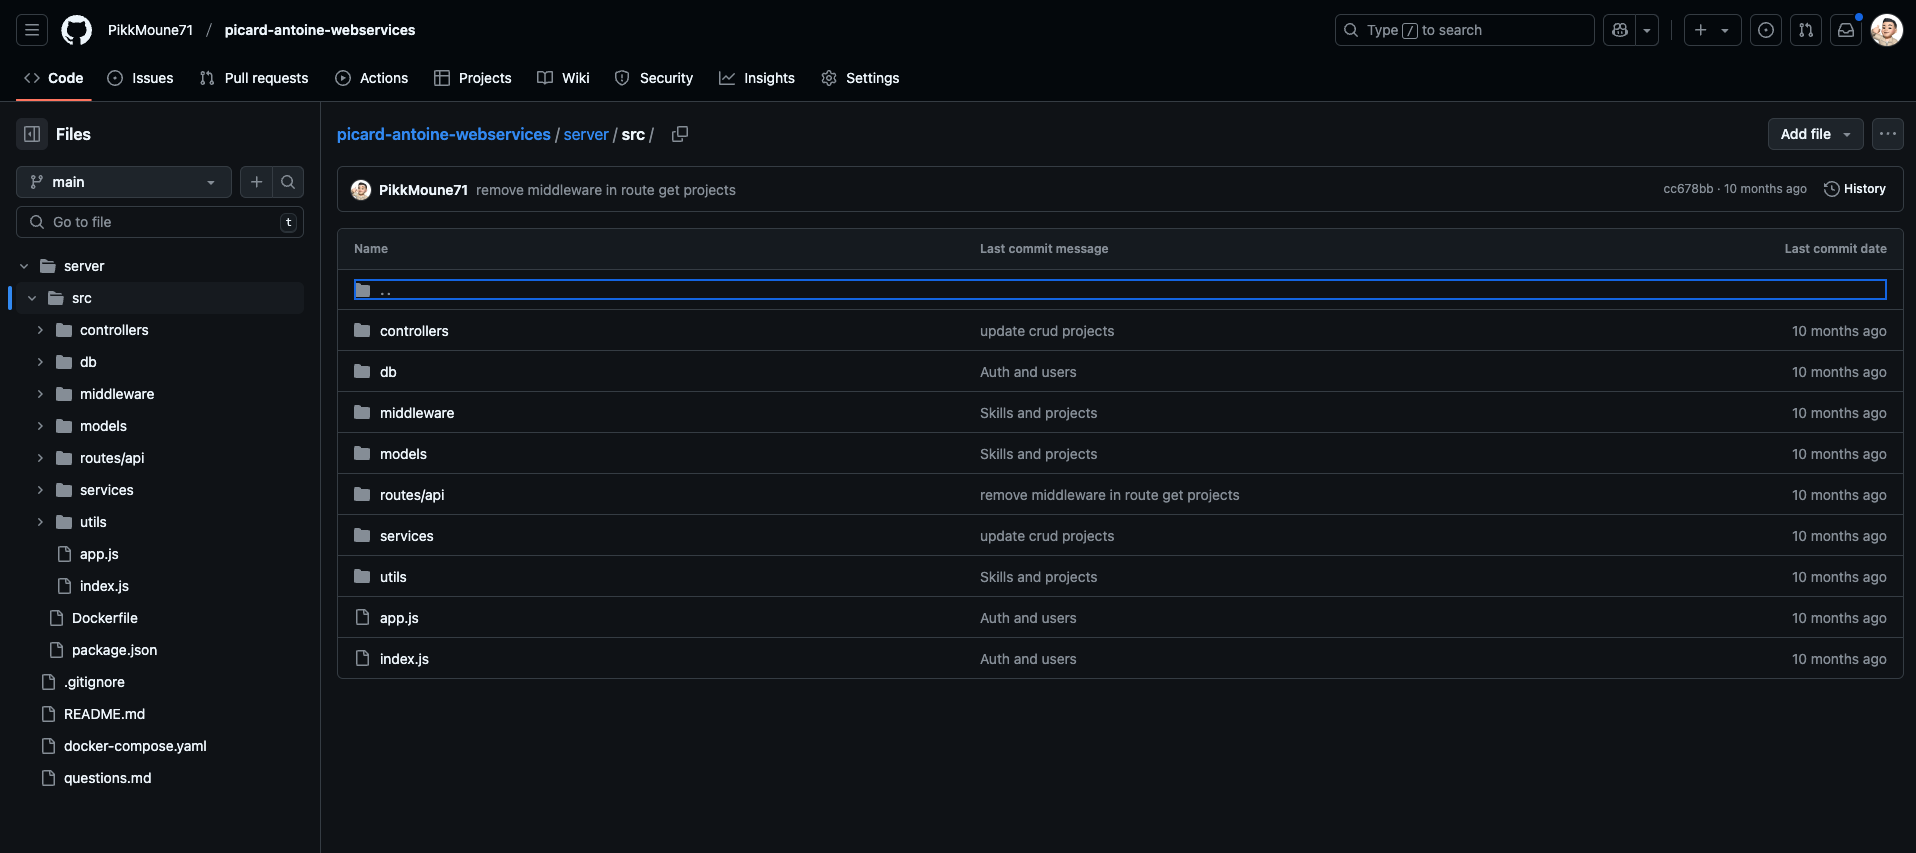 PikkMoune71 / picard-antoine-webservices
Type / to search
Code
Issues
Pull requests
Actions
Projects
Wiki
Security
Insights
Settings
Files
main
Go to file
t
server
src
controllers
db
middleware
models
routes/api
services
utils
app.js
index.js
Dockerfile
package.json
.gitignore
README.md
docker-compose.yaml
questions.md
picard-antoine-webservices / server / src /
Add file
PikkMoune71 remove middleware in route get projects
cc678bb · 10 months ago
History
Name Last commit message Last commit date
..
controllers update crud projects 10 months ago
db Auth and users 10 months ago
middleware Skills and projects 10 months ago
models Skills and projects 10 months ago
routes/api remove middleware in route get projects 10 months ago
services update crud projects 10 months ago
utils Skills and projects 10 months ago
app.js Auth and users 10 months ago
index.js Auth and users 10 months ago